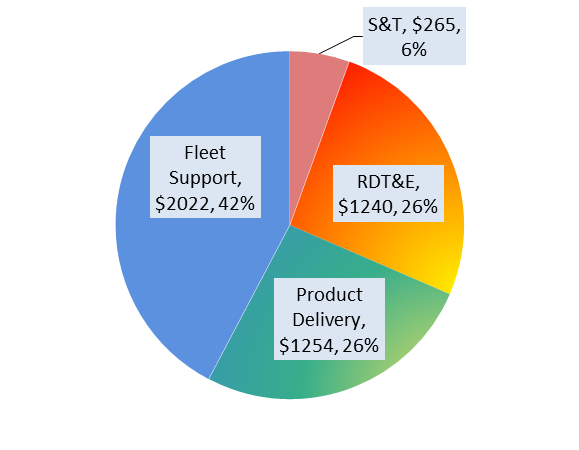 S&T, $265,
6%
Fleet
Support,
$2022, 42%
RDT&E,
$1240, 26%
Product
Delivery,
$1254, 26%